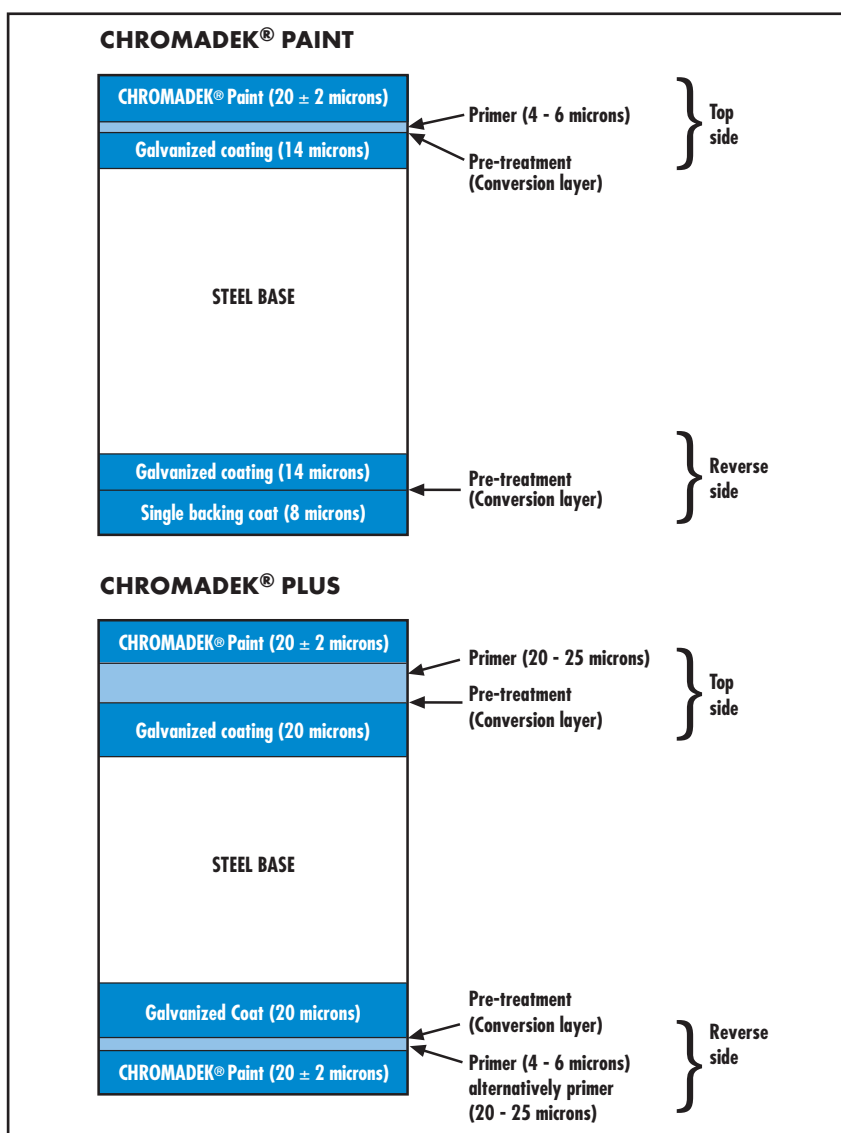 CHROMADEK® PAINT
CHROMADEK® Paint (20 ± 2 microns)
Primer (4 - 6 microns)
Top
side
Galvanized coating (14 microns)
Pre-treatment
(Conversion layer)
STEEL BASE
Galvanized coating (14 microns)
Pre-treatment
(Conversion layer)
Reverse
side
Single backing coat (8 microns)
CHROMADEK® PLUS
CHROMADEK® Paint (20 ± 2 microns)
Primer (20 - 25 microns)
Top
side
Pre-treatment
(Conversion layer)
Galvanized coating (20 microns)
STEEL BASE
Galvanized Coat (20 microns)
Pre-treatment
(Conversion layer)
Reverse
side
CHROMADEK® Paint (20 ± 2 microns)
Primer (4 - 6 microns)
alternatively primer
(20 - 25 microns)